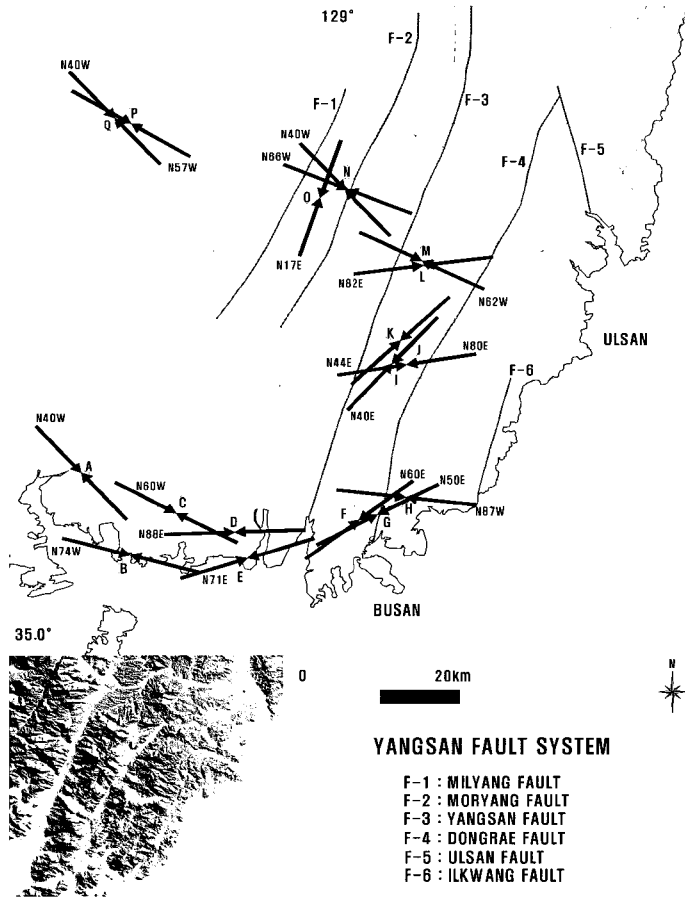 129°
F-2
N40W
F-1
F-3
P
Q
N40W
N66W
F-4
F-5
N57W
N
O
N17E
M
N82E
L
N62W
ULSAN
K
J
N80E
N44E
I
F-6
N40E
N40W
A
N60W
N60E
N50E
C
F
H
N87W
D
G
N88E
N74W
B
N71E
E
BUSAN
35.0°
0
20km
N
YANGSAN FAULT SYSTEM
F-1 : MILYANG FAULT
F-2 : MORYANG FAULT
F-3 : YANGSAN FAULT
F-4 : DONGRAE FAULT
F-5 : ULSAN FAULT
F-6 : ILKWANG FAULT